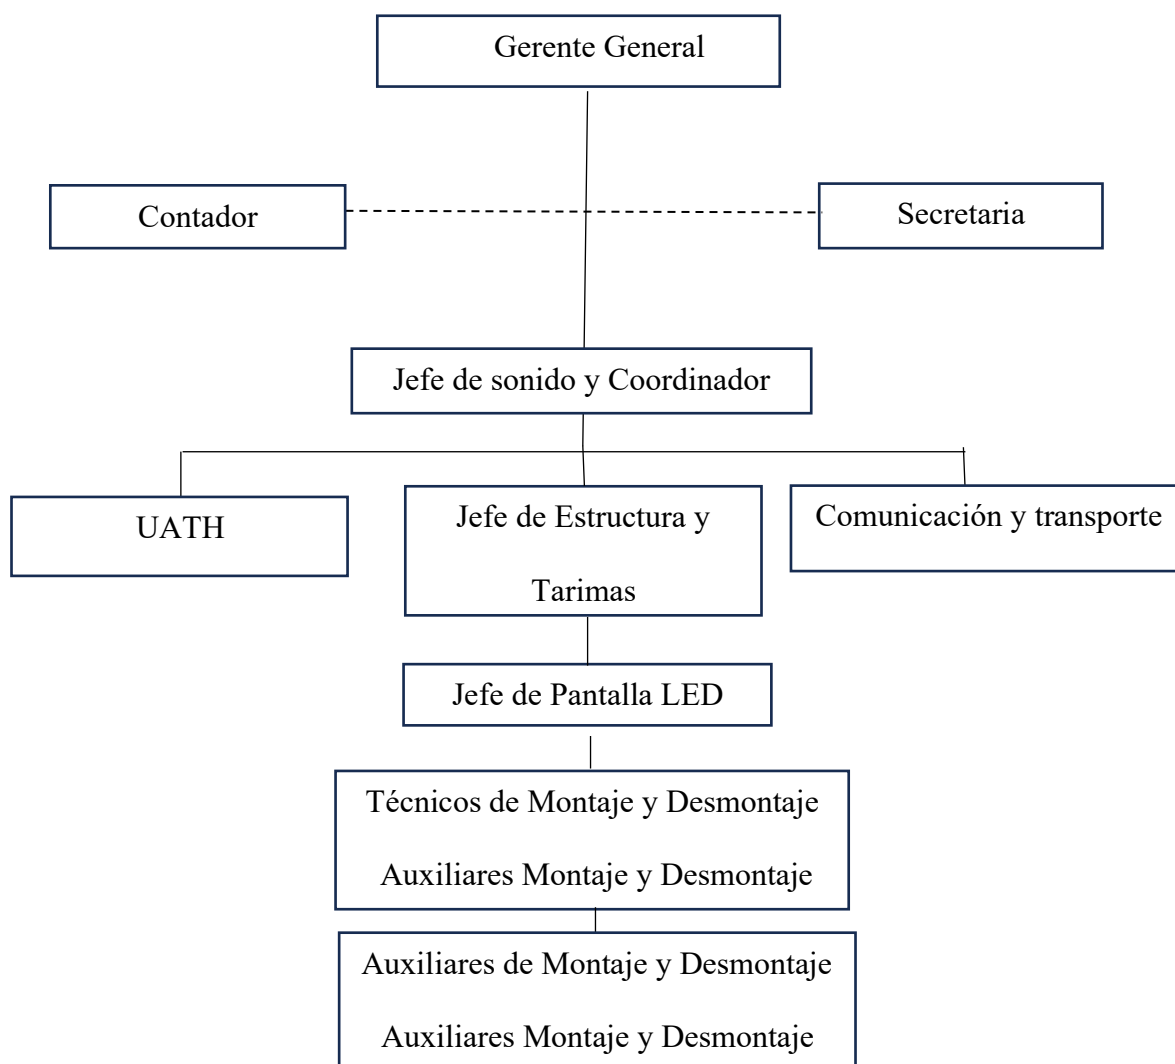 Gerente General
Contador
Secretaria
Jefe de sonido y Coordinador
UATH
Jefe de Estructura y
Tarimas
Comunicación y transporte
Jefe de Pantalla LED
Técnicos de Montaje y Desmontaje
Auxiliares Montaje y Desmontaje
Auxiliares de Montaje y Desmontaje
Auxiliares Montaje y Desmontaje